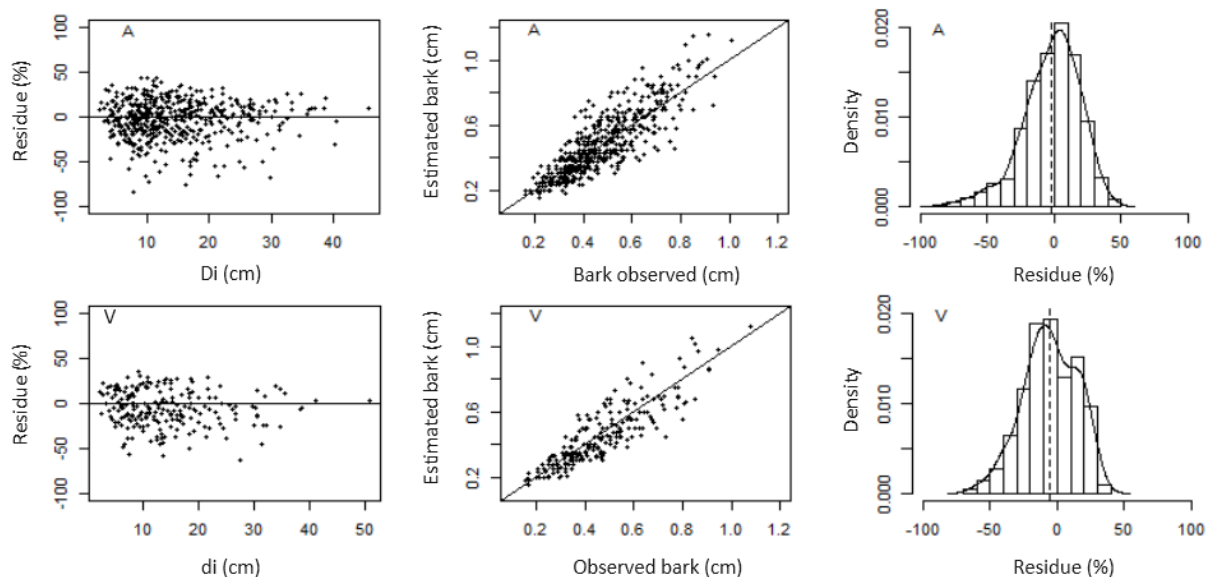 A
Residue (%)
100
50
0
-50
-100
10 20 30 40
Di (cm)
A
Estimated bark (cm)
1.0
0.6
0.2
0.2 0.4 0.6 0.8 1.0 1.2
Bark observed (cm)
A
Density
0.020
0.010
0.000
-100 -50 0 50 100
Residue (%)
V
Residue (%)
100
50
0
-50
-100
10 20 30 40 50
di (cm)
V
Estimated bark (cm)
1.0
0.6
0.2
0.2 0.4 0.6 0.8 1.0 1.2
Observed bark (cm)
V
Density
0.020
0.010
0.000
-100 -50 0 50 100
Residue (%)